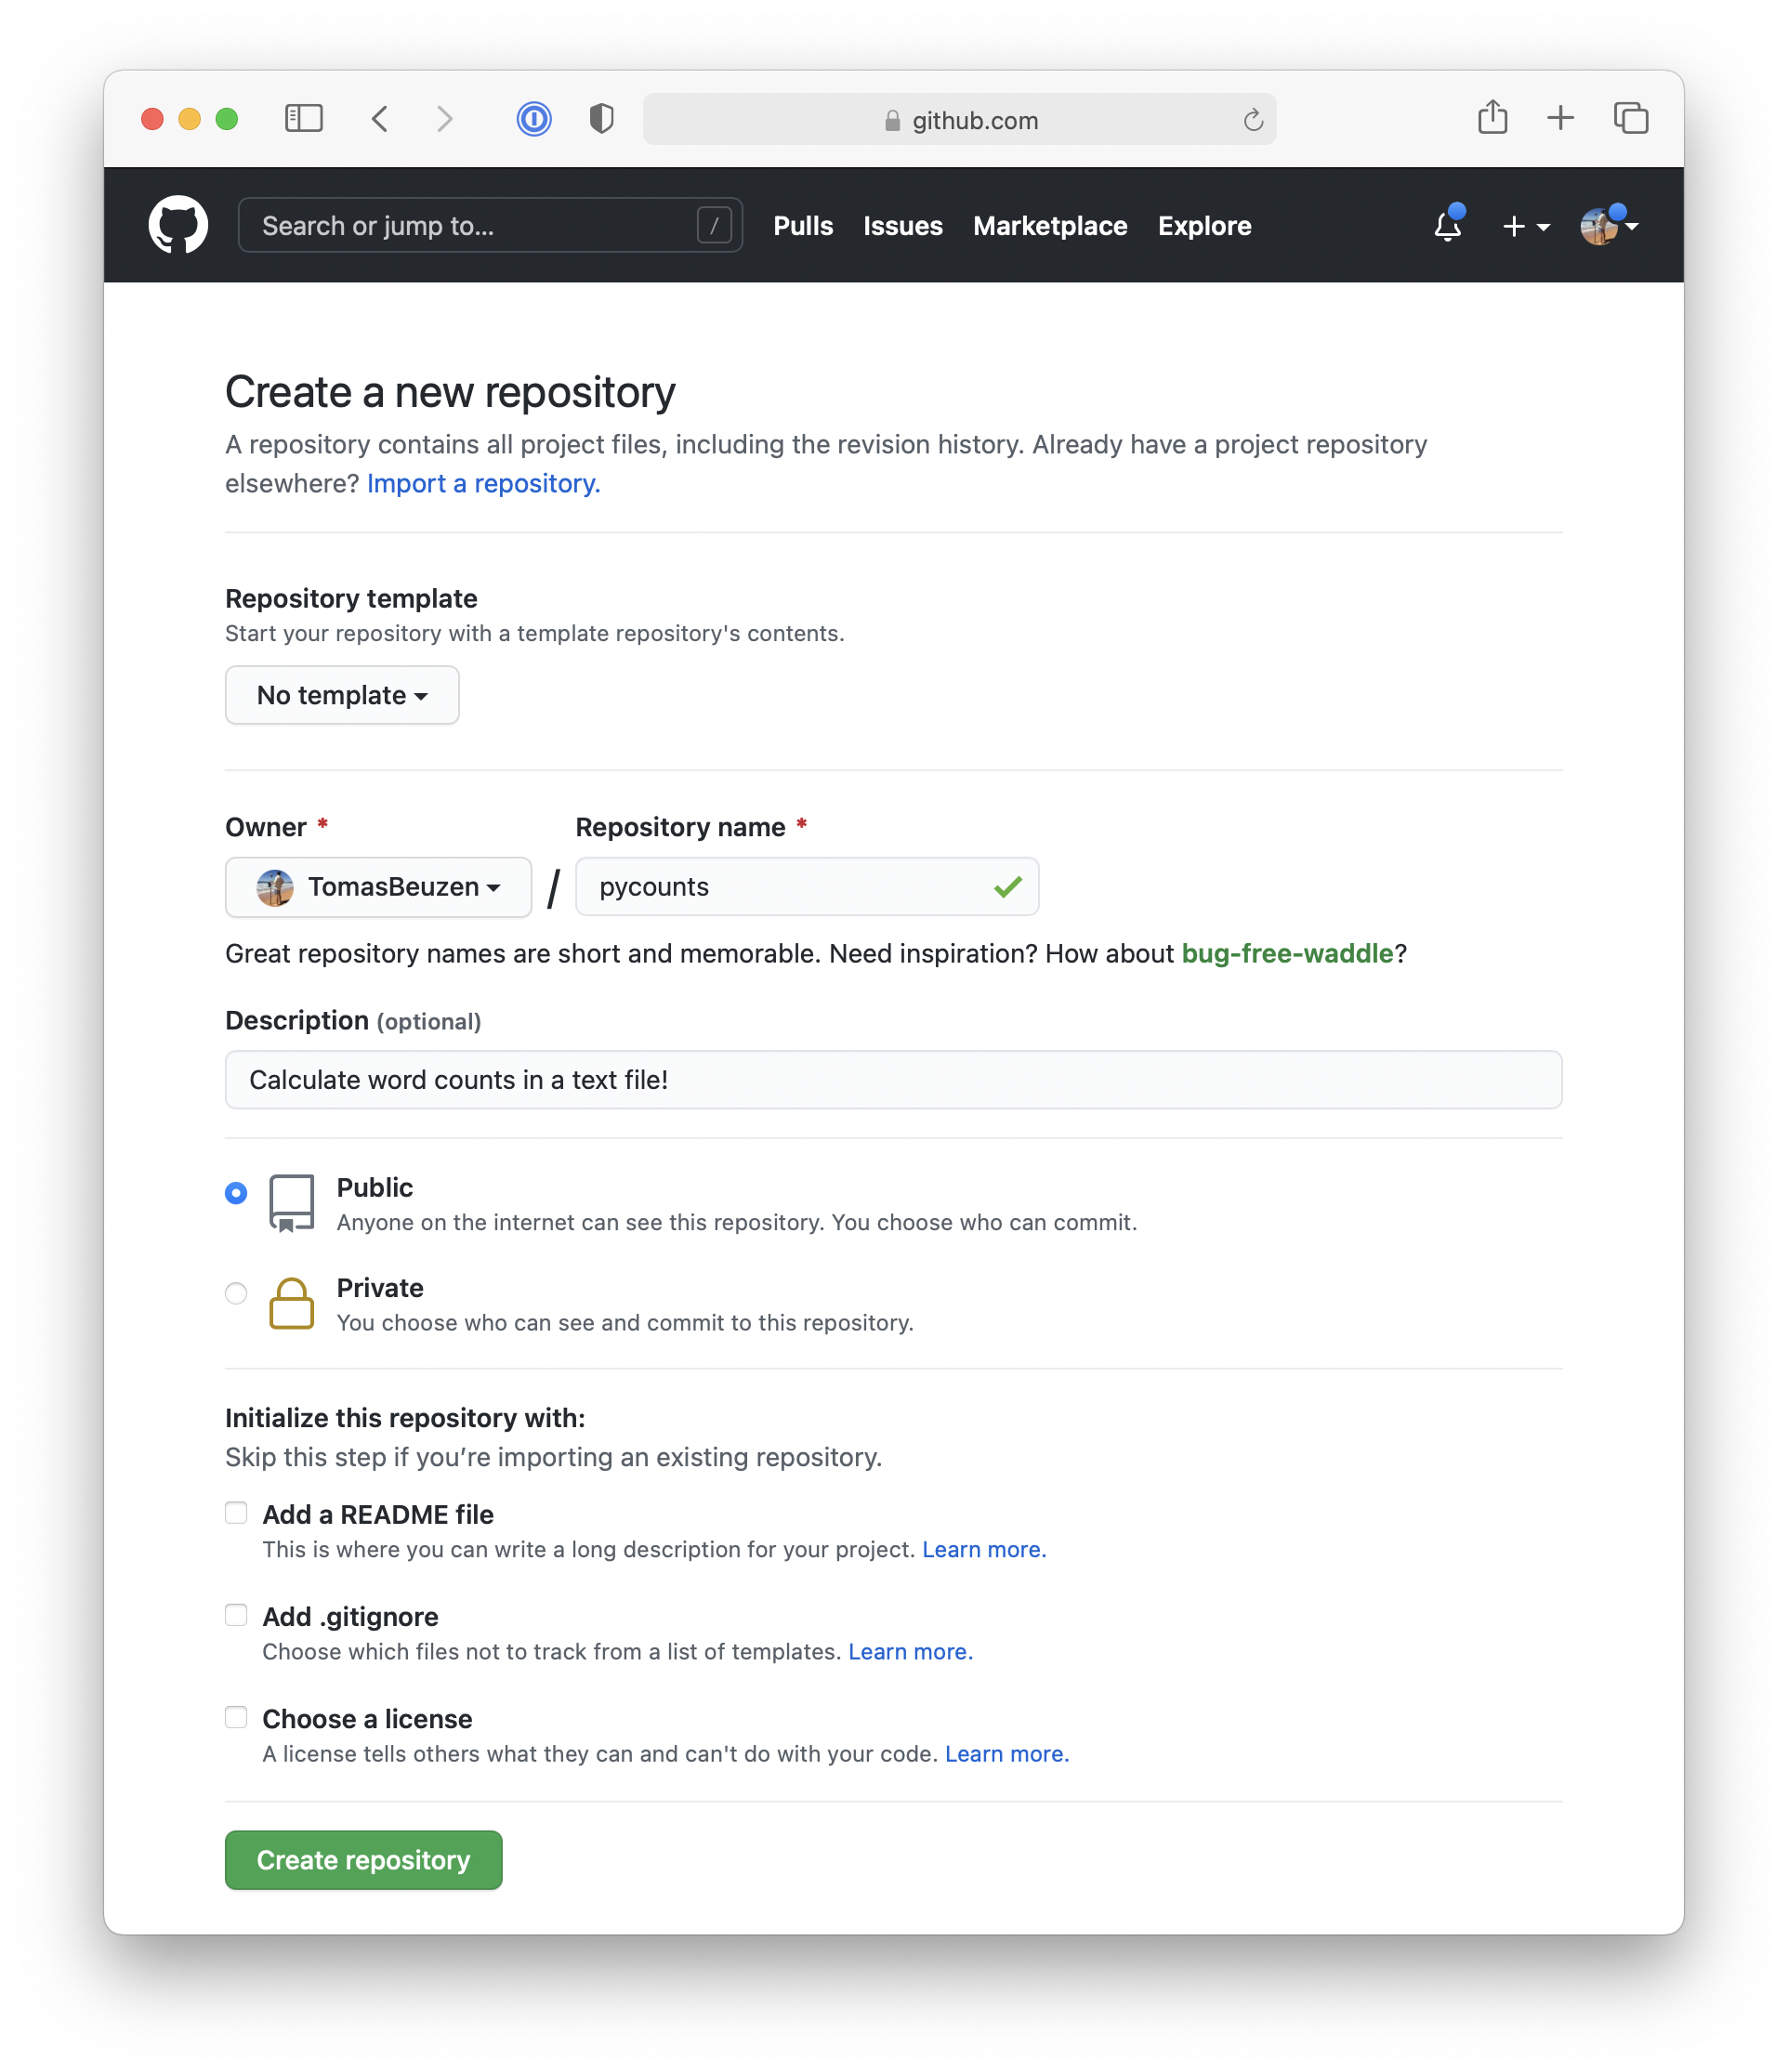 github.com
Search or jump to... /
Pulls Issues Marketplace Explore
Create a new repository
A repository contains all project files, including the revision history. Already have a project repository
elsewhere? Import a repository.
Repository template
Start your repository with a template repository's contents.
No template
Owner * Repository name *
TomasBeuzen / pycounts
Great repository names are short and memorable. Need inspiration? How about bug-free-waddle?
Description (optional)
Calculate word counts in a text file!
Public
Anyone on the internet can see this repository. You choose who can commit.
Private
You choose who can see and commit to this repository.
Initialize this repository with:
Skip this step if you’re importing an existing repository.
Add a README file
This is where you can write a long description for your project. Learn more.
Add .gitignore
Choose which files not to track from a list of templates. Learn more.
Choose a license
A license tells others what they can and can't do with your code. Learn more.
Create repository